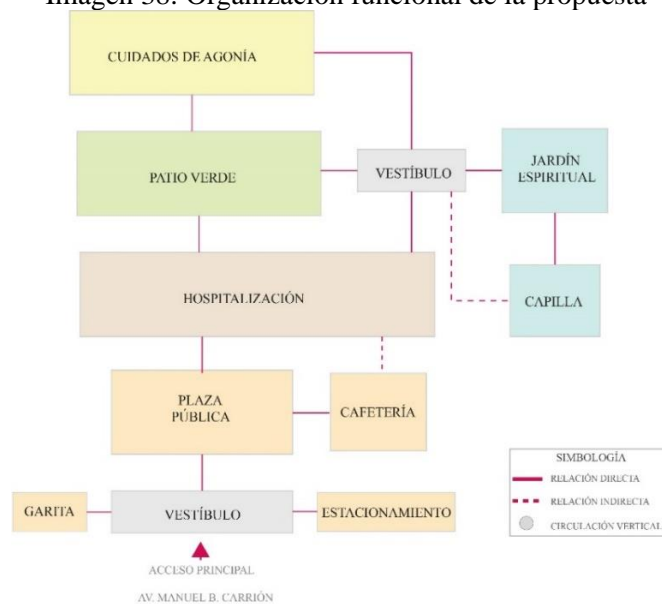 Imagen 38. Organización funcional de la propuesta
CUIDADOS DE AGONÍA
PATIO VERDE
VESTÍBULO
JARDÍN
ESPIRITUAL
HOSPITALIZACIÓN
CAPILLA
PLAZA
PÚBLICA
CAFETERÍA
GARITA
VESTÍBULO
ESTACIONAMIENTO
ACCESO PRINCIPAL
AV. MANUEL B. CARRIÓN
SIMBOLOGÍA
RELACIÓN DIRECTA
RELACIÓN INDIRECTA
CIRCULACIÓN VERTICAL